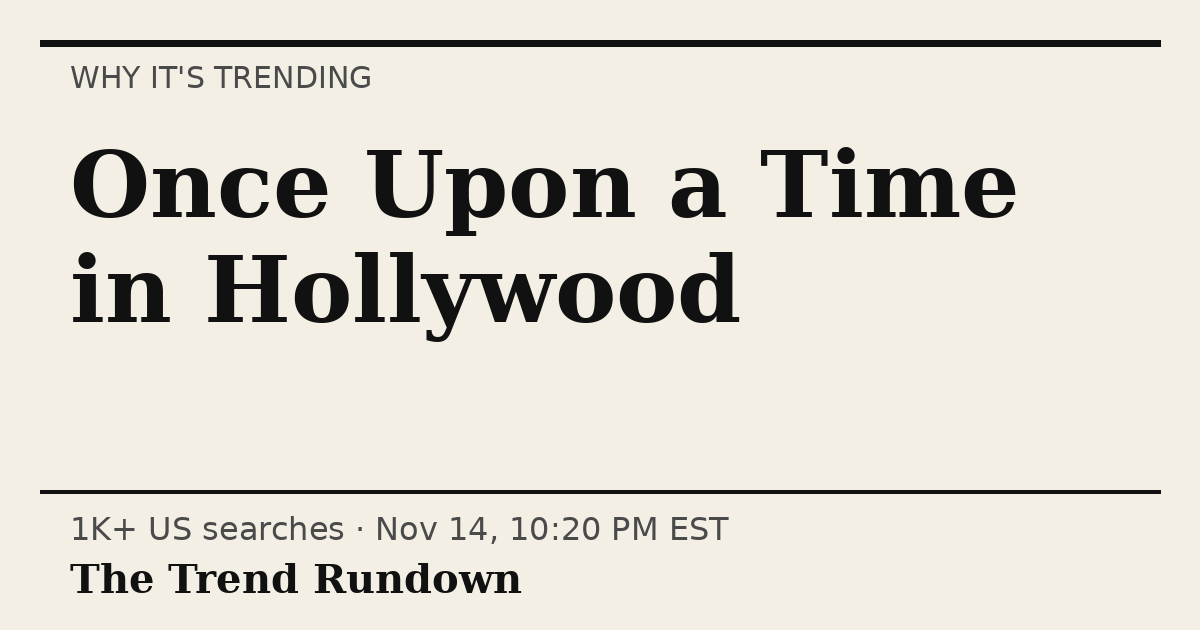 WHY IT'S TRENDING
Once Upon a Time
in Hollywood
1K+ US searches · Nov 14, 10:20 PM EST
The Trend Rundown